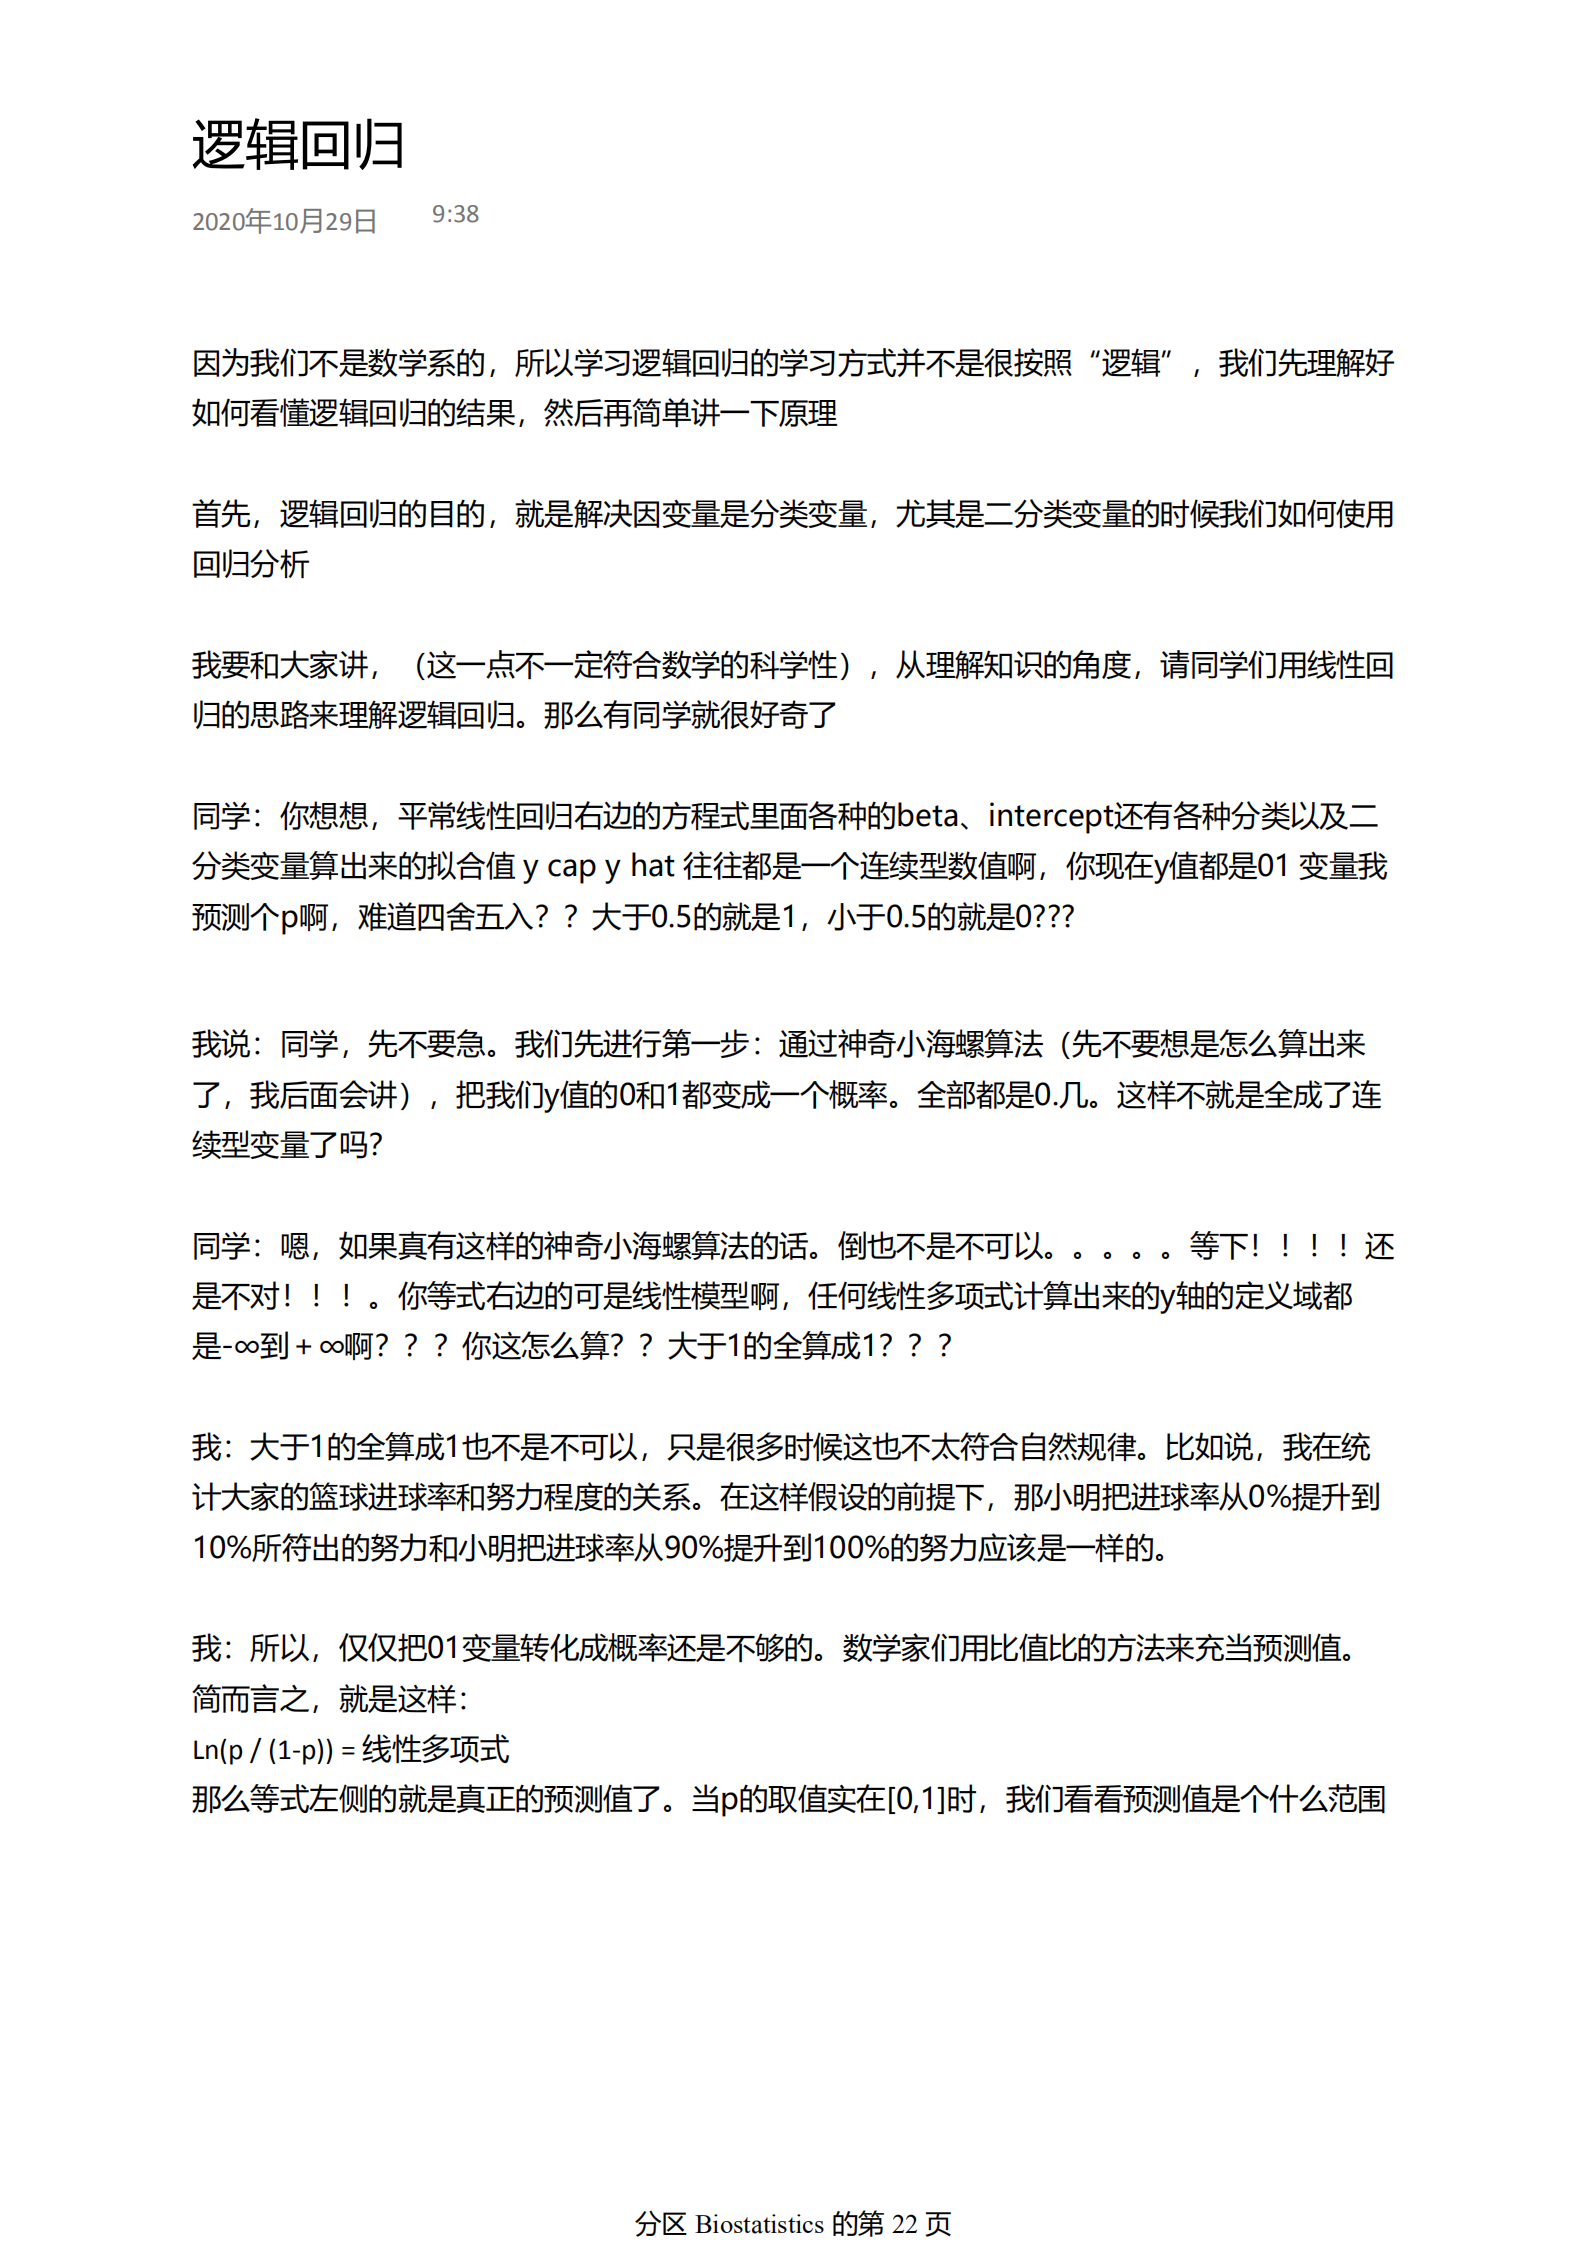 逻辑回归
2020年10月29日 9:38
因为我们不是数学系的，所以学习逻辑回归的学习方式并不是很按照“逻辑”，我们先理解好
如何看懂逻辑回归的结果，然后再简单讲一下原理
首先，逻辑回归的目的，就是解决因变量是分类变量，尤其是二分类变量的时候我们如何使用
回归分析
我要和大家讲，（这一点不一定符合数学的科学性），从理解知识的角度，请同学们用线性回
归的思路来理解逻辑回归。那么有同学就很好奇了
同学：你想想，平常线性回归右边的方程式里面各种的beta、intercept还有各种分类以及二
分类变量算出来的拟合值 y cap y hat 往往都是一个连续型数值啊，你现在y值都是01 变量我
预测个p啊，难道四舍五入？？大于0.5的就是1，小于0.5的就是0???
我说：同学，先不要急。我们先进行第一步：通过神奇小海螺算法（先不要想是怎么算出来
了，我后面会讲），把我们y值的0和1都变成一个概率。全部都是0.几。这样不就是全成了连
续型变量了吗？
同学：嗯，如果真有这样的神奇小海螺算法的话。倒也不是不可以。。。。。等下！！！！还
是不对！！！。你等式右边的可是线性模型啊，任何线性多项式计算出来的y轴的定义域都
是-∞到 + ∞啊？？？你这怎么算？？大于1的全算成1？？？
我：大于1的全算成1也不是不可以，只是很多时候这也不太符合自然规律。比如说，我在统
计大家的篮球进球率和努力程度的关系。在这样假设的前提下，那小明把进球率从0%提升到
10%所符出的努力和小明把进球率从90%提升到100%的努力应该是一样的。
我：所以，仅仅把01变量转化成概率还是不够的。数学家们用比值比的方法来充当预测值。
简而言之，就是这样：
Ln(p / (1-p)) = 线性多项式
那么等式左侧的就是真正的预测值了。当p的取值实在[0,1]时，我们看看预测值是个什么范围
分区 Biostatistics 的第 22 页